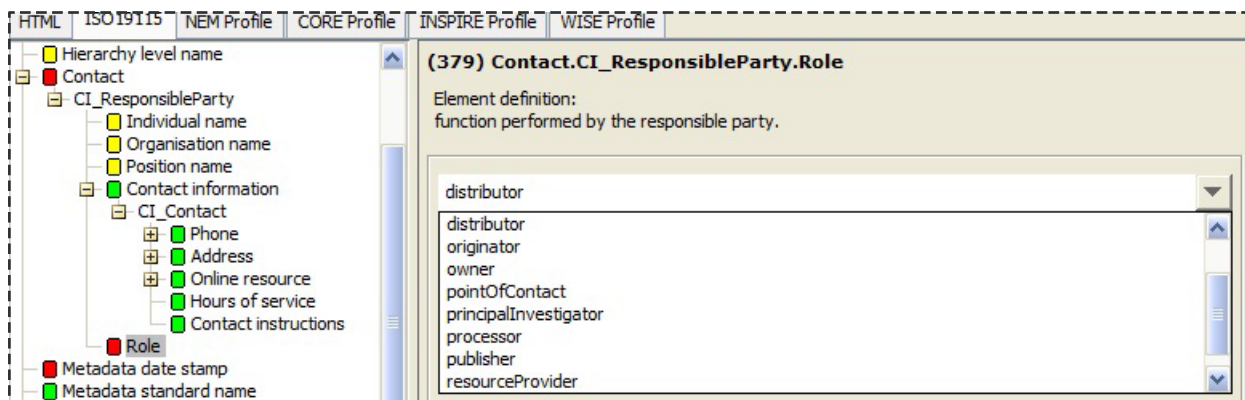 HTML
ISO19115
NEM Profile
CORE Profile
INSPIRE Profile
WISE Profile
Hierarchy level name
Contact
CI_ResponsibleParty
Individual name
Organisation name
Position name
Contact information
CI_Contact
Phone
Address
Online resource
Hours of service
Contact instructions
Role
Metadata date stamp
Metadata standard name
(379) Contact.CI_ResponsibleParty.Role
Element definition:
function performed by the responsible party.
distributor
distributor
originator
owner
pointOfContact
principalInvestigator
processor
publisher
resourceProvider